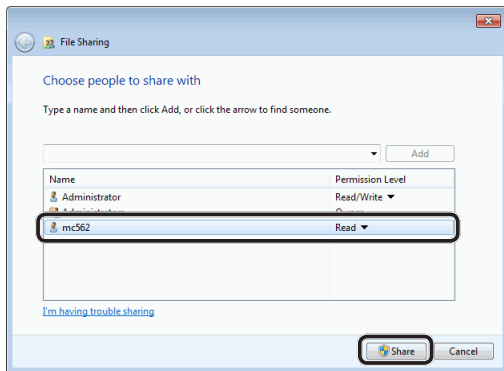 File Sharing
Choose people to share with
Type a name and then click Add, or click the arrow to find someone.
Add
Name Permission Level
Administrator Read/Write
mc562 Read
I'm having trouble sharing
Share Cancel